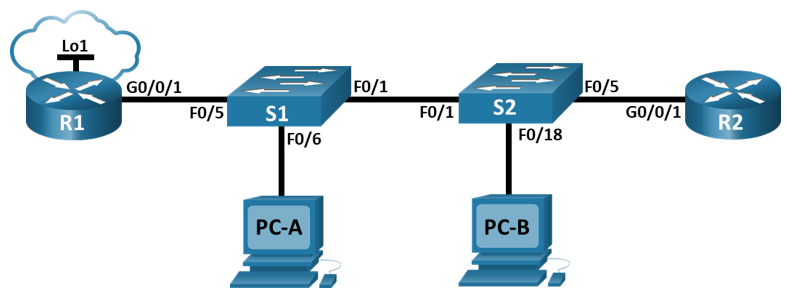 Lo1
R1
G0/0/1
F0/5
S1
F0/1
F0/6
PC-A
F0/1
S2
F0/5
F0/18
PC-B
G0/0/1
R2